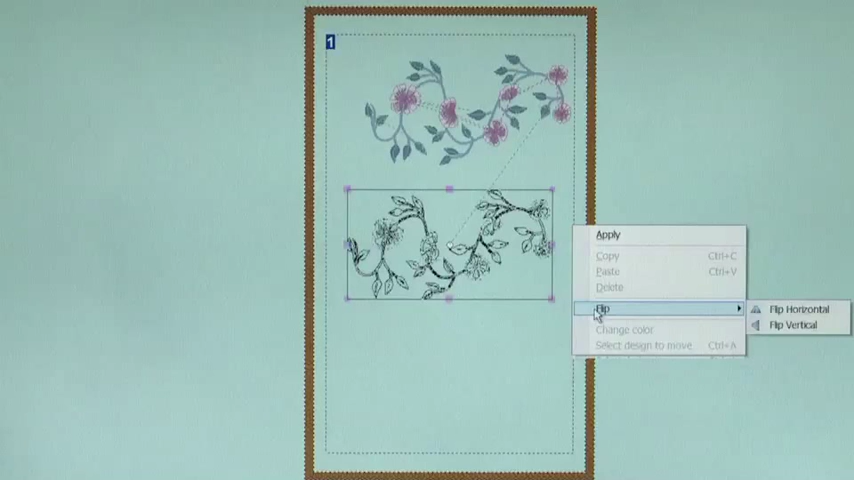 1
Apply
Copy Ctrl+C
Paste Ctrl+V
Delete
Flip
Flip Horizontal
Flip Vertical
Change color
Select design to move Ctrl+A